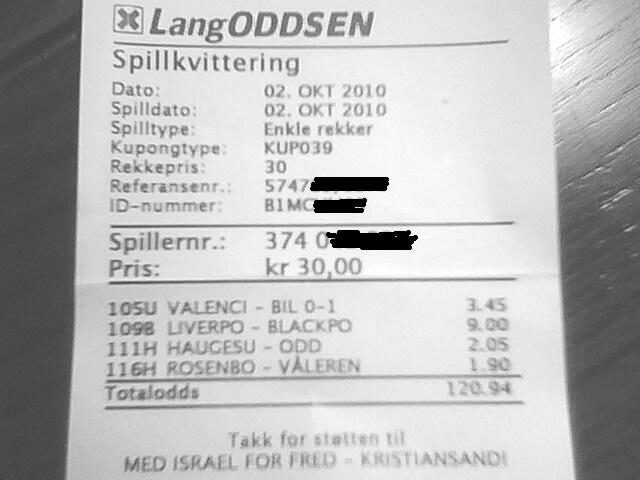 LangODDSEN
Spillkvittering
Dato: 02. OKT 2010
Spilldato: 02. OKT 2010
Spilltype: Enkle rekker
Kupongtype: KUP039
Rekkepris: 30
Referansenr.: 5747
ID-nummer: B1MC
Spillernr.: 374 0
Pris: kr 30,00
105U VALENCI - BIL 0-1 3.45
109B LIVERPO - BLACKPO 9.00
111H HAUGESU - ODD 2.05
116H ROSENBO - VÅLEREN 1.90
Totalodds 120.94
Takk for støtten til
MED ISRAEL FOR FRED - KRISTIANSAND